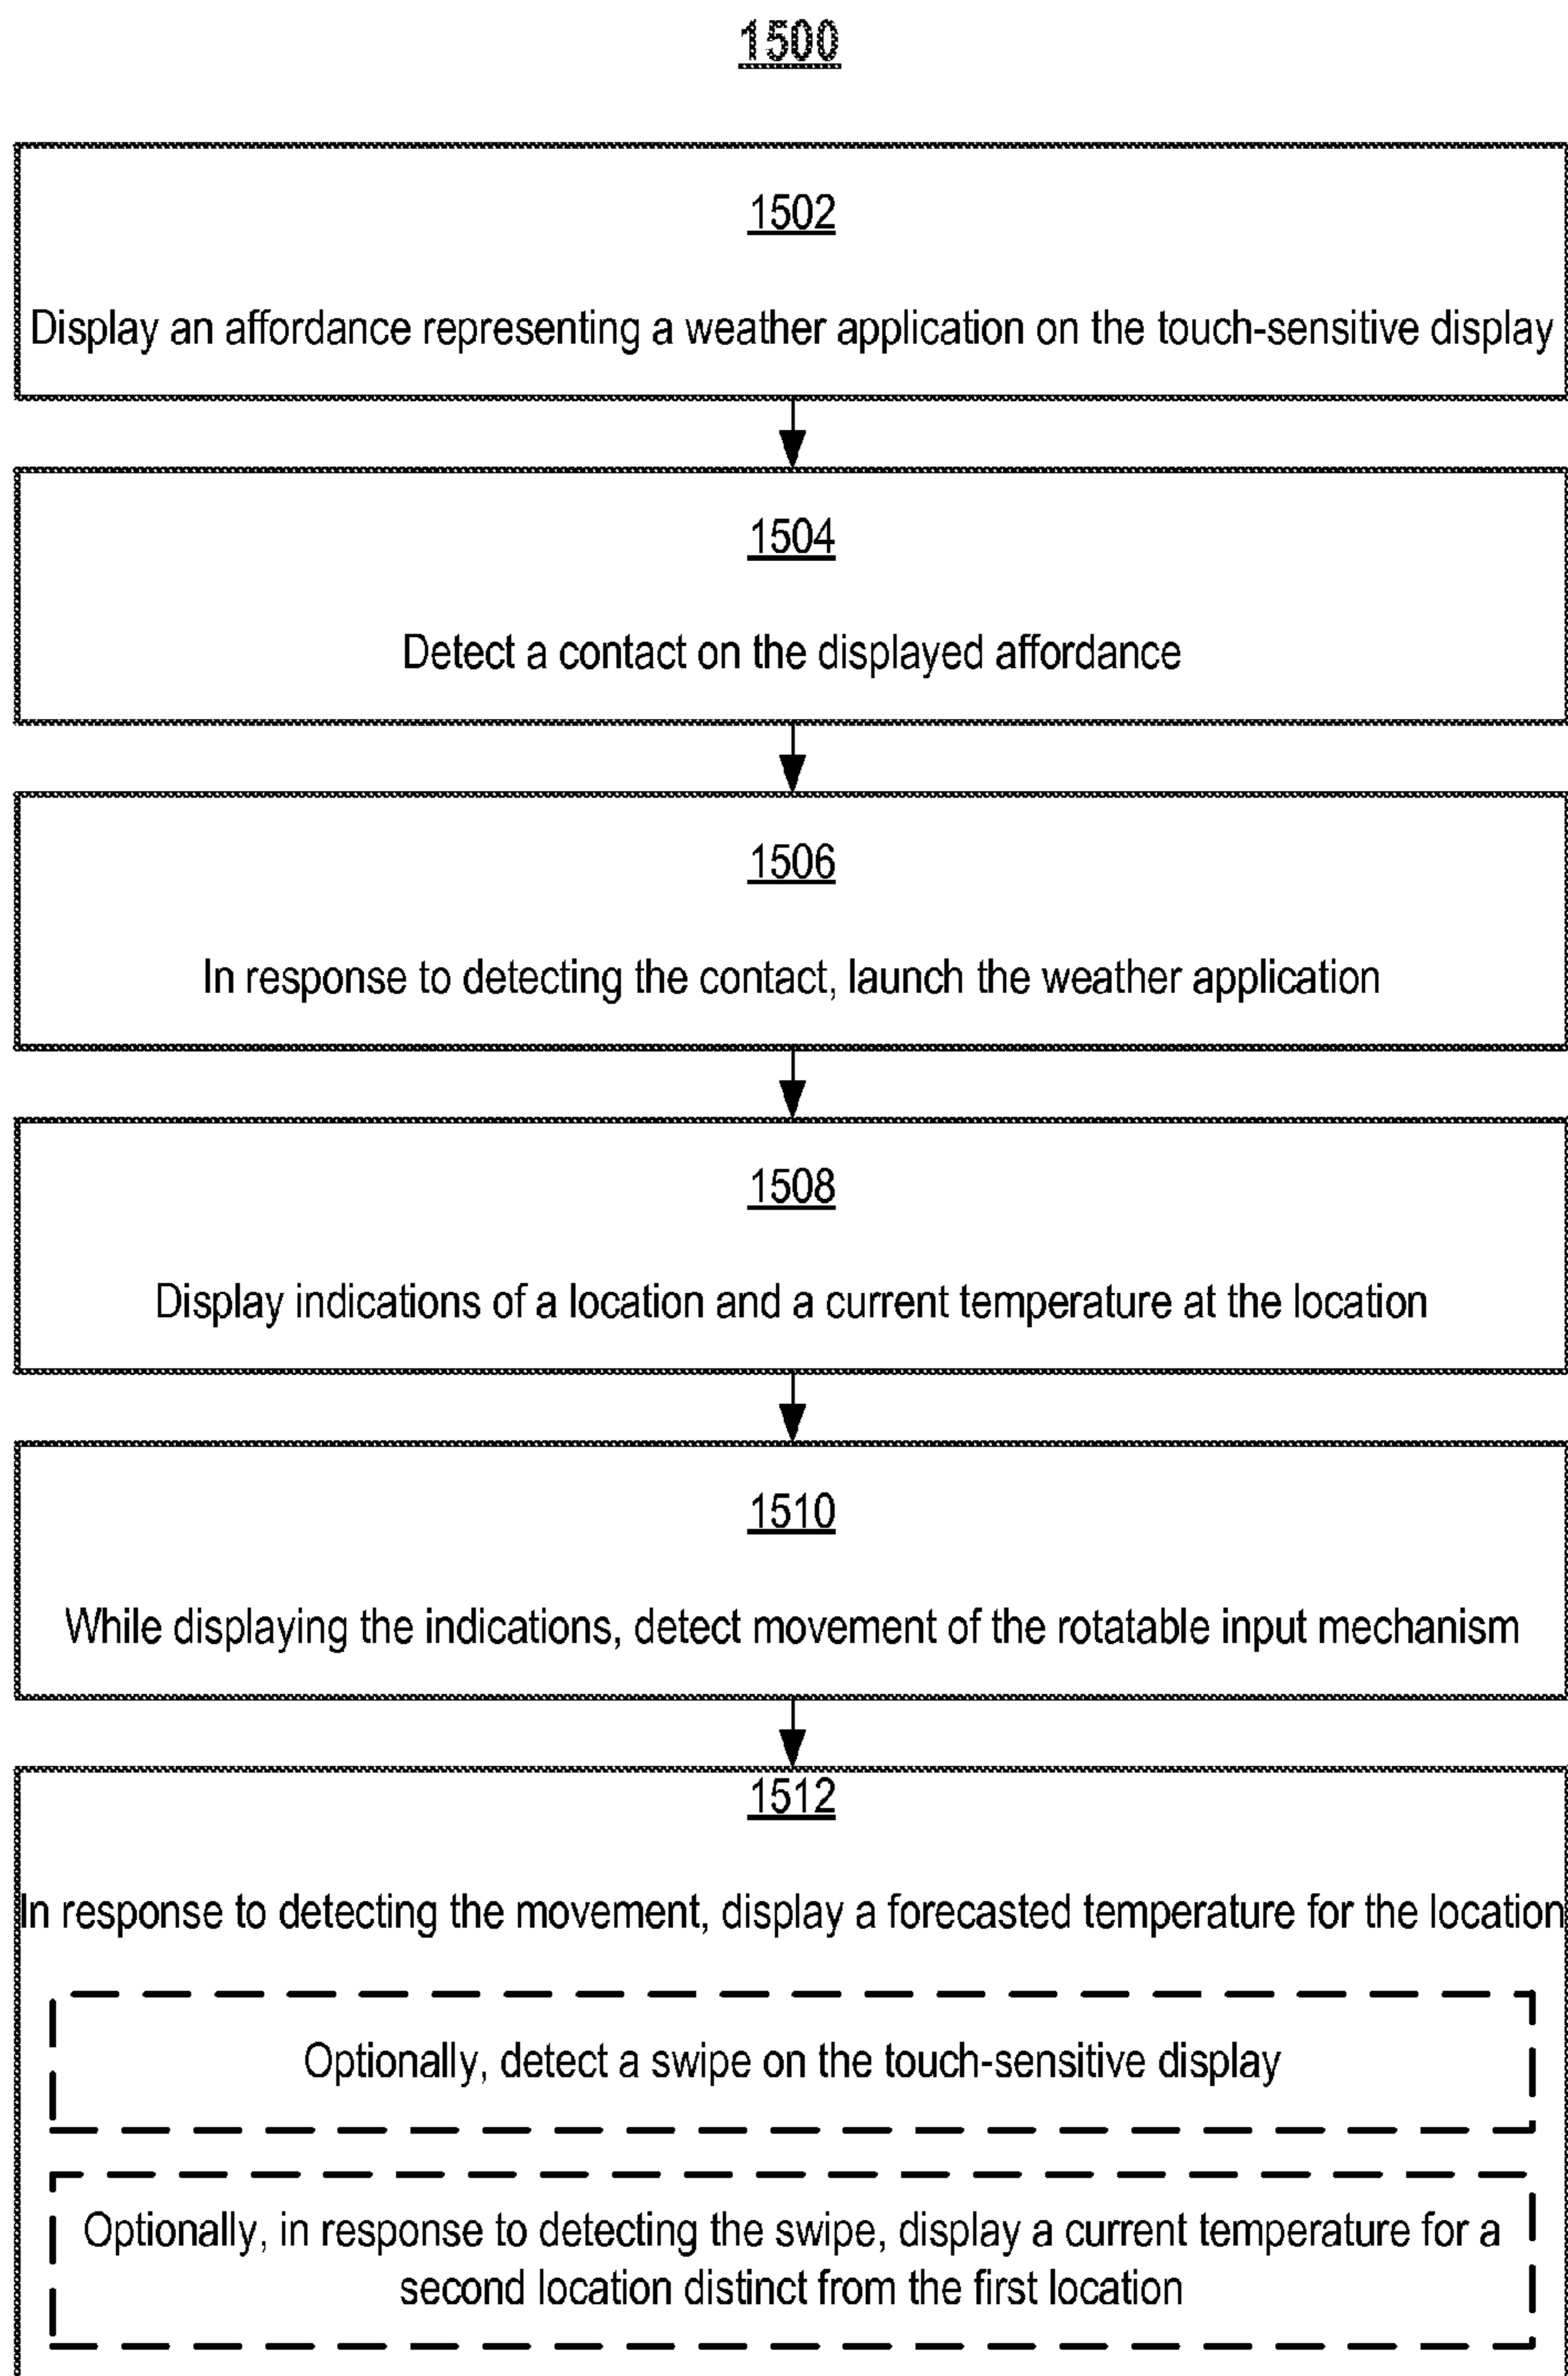 1500
1502
Display an affordance representing a weather application on the touch-sensitive display
1504
Detect a contact on the displayed affordance
1506
In response to detecting the contact, launch the weather application
1508
Display indications of a location and a current temperature at the location
1510
While displaying the indications, detect movement of the rotatable input mechanism
1512
In response to detecting the movement, display a forecasted temperature for the location
Optionally, detect a swipe on the touch-sensitive display
Optionally, in response to detecting the swipe, display a current temperature for a
second location distinct from the first location